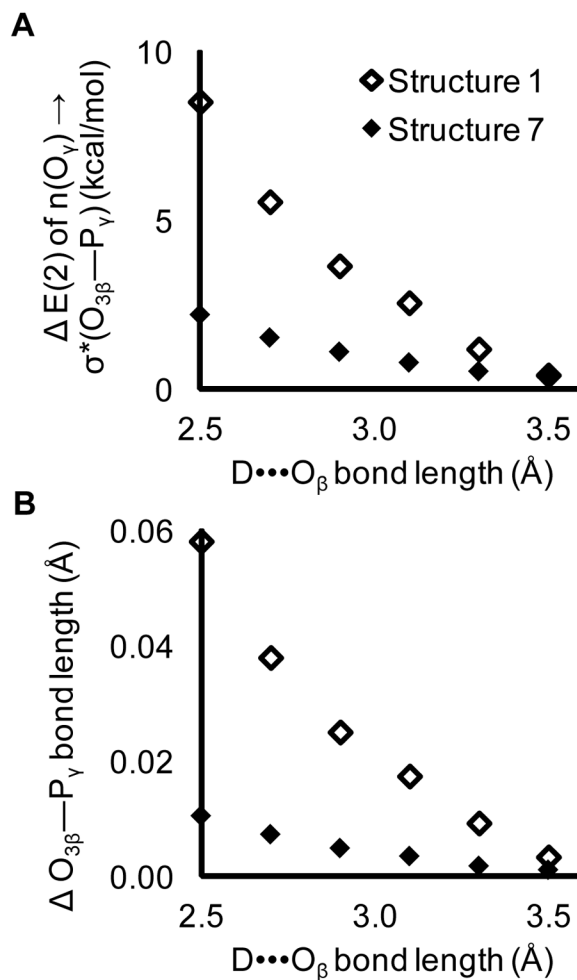 A
ΔE(2) of n(Oγ) →
σ*(O3β—Pγ) (kcal/mol)
10
5
0
Structure 1
Structure 7
2.5 3.0 3.5
D•••Oβ bond length (Å)
B
Δ O3β—Pγ bond length (Å)
0.06
0.04
0.02
0.00
2.5 3.0 3.5
D•••Oβ bond length (Å)